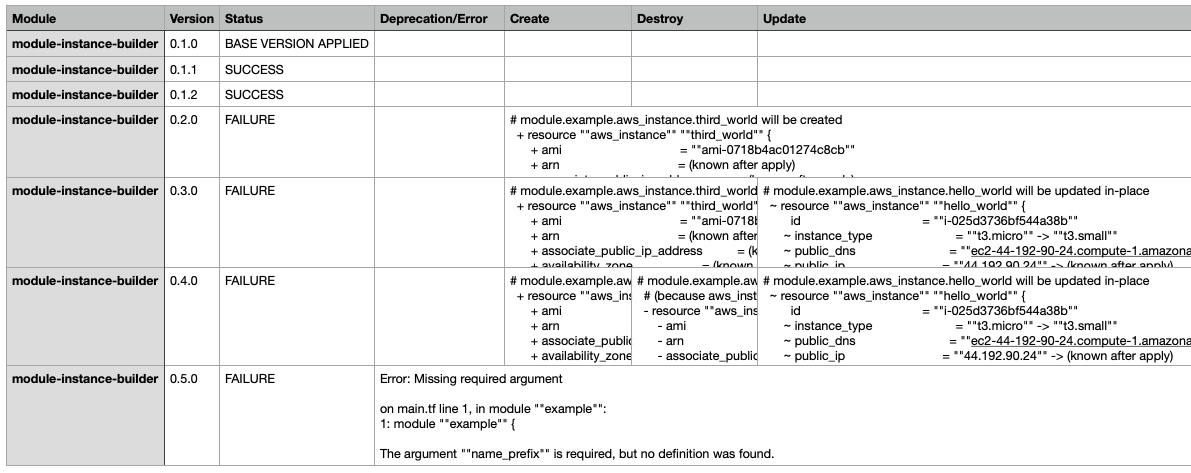 Module Version Status Deprecation/Error Create Destroy Update
module-instance-builder 0.1.0 BASE VERSION APPLIED
module-instance-builder 0.1.1 SUCCESS
module-instance-builder 0.1.2 SUCCESS
module-instance-builder 0.2.0 FAILURE
# module.example.aws_instance.third_world will be created
+ resource ""aws_instance"" ""third_world"" {
+ ami = ""ami-0718b4ac01274c8cb""
+ arn = (known after apply)
module-instance-builder 0.3.0 FAILURE
# module.example.aws_instance.third_world
+ resource ""aws_instance"" ""third_world""
+ ami = ""ami-0718b
+ arn = (known after
+ associate_public_ip_address = (k
+ availability_zone = (known
# module.example.aws_instance.hello_world will be updated in-place
~ resource ""aws_instance"" ""hello_world"" {
id = ""i-025d3736bf544a38b""
~ instance_type = ""t3.micro"" -> ""t3.small""
~ public_dns = ""ec2-44-192-90-24.compute-1.amazona
~ public_ip = ""44.192.90.24"" -> (known after apply)
module-instance-builder 0.4.0 FAILURE
# module.example.aw
+ resource ""aws_ins
+ ami
+ arn
+ associate_public
+ availability_zone
# module.example.aw
# (because aws_inst
- resource ""aws_ins
- ami
- arn
- associate_public
# module.example.aws_instance.hello_world will be updated in-place
~ resource ""aws_instance"" ""hello_world"" {
id = ""i-025d3736bf544a38b""
~ instance_type = ""t3.micro"" -> ""t3.small""
~ public_dns = ""ec2-44-192-90-24.compute-1.amazona
~ public_ip = ""44.192.90.24"" -> (known after apply)
module-instance-builder 0.5.0 FAILURE
Error: Missing required argument
on main.tf line 1, in module ""example"":
1: module ""example"" {
The argument ""name_prefix"" is required, but no definition was found.